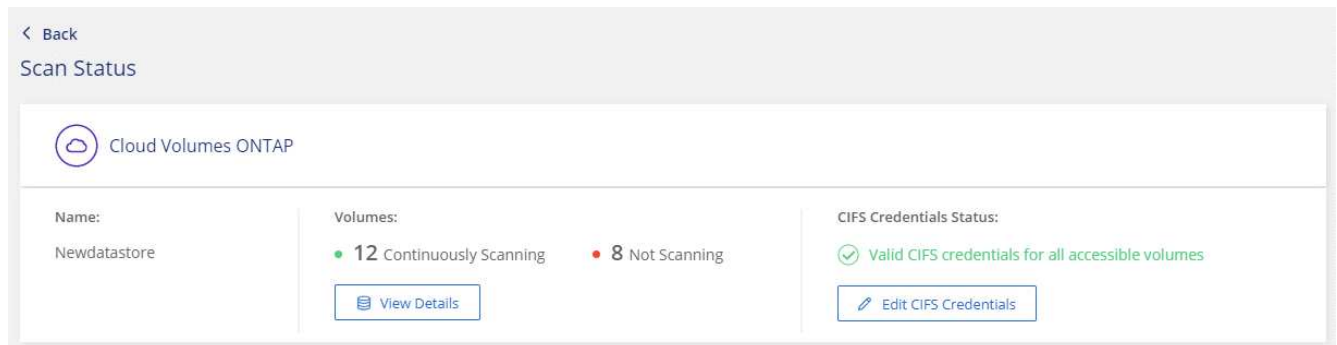 Back
Scan Status
Cloud Volumes ONTAP
Name:
Newdatastore
Volumes:
12 Continuously Scanning
8 Not Scanning
View Details
CIFS Credentials Status:
Valid CIFS credentials for all accessible volumes
Edit CIFS Credentials